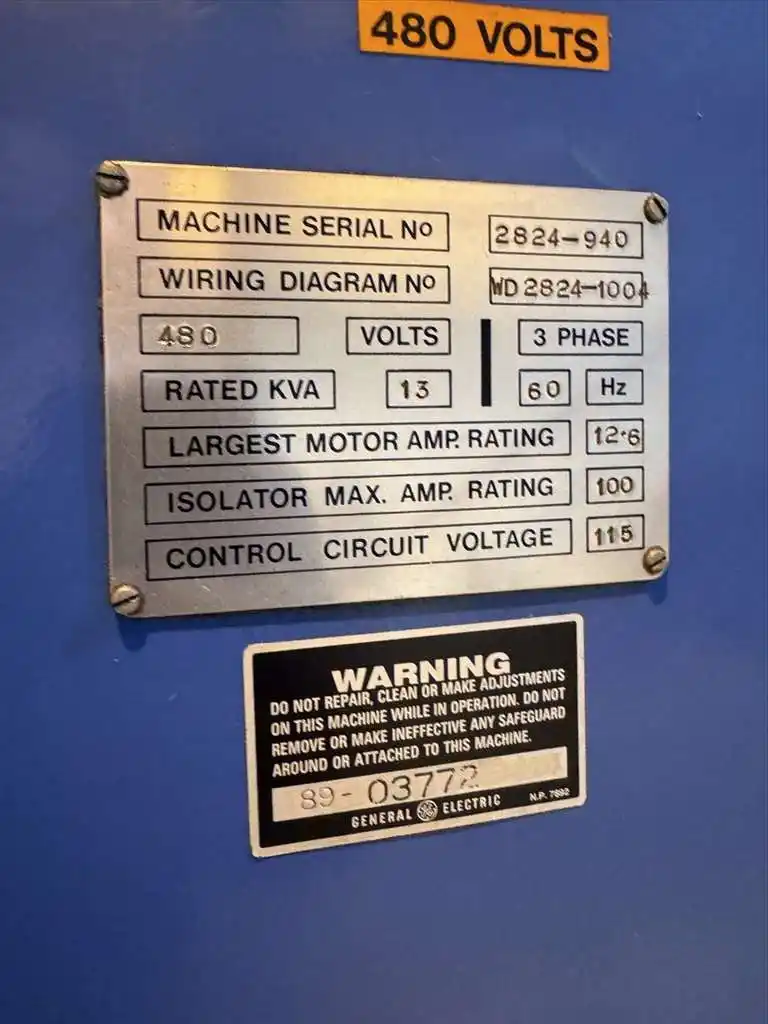 480 VOLTS
MACHINE SERIAL No 2824-940
WIRING DIAGRAM No WD 2824-1004
480 VOLTS 3 PHASE
RATED KVA 13 60 Hz
LARGEST MOTOR AMP. RATING 12·6
ISOLATOR MAX. AMP. RATING 100
CONTROL CIRCUIT VOLTAGE 115
WARNING
DO NOT REPAIR, CLEAN OR MAKE ADJUSTMENTS
ON THIS MACHINE WHILE IN OPERATION. DO NOT
REMOVE OR MAKE INEFFECTIVE ANY SAFEGUARD
AROUND OR ATTACHED TO THIS MACHINE.
89-03772
GENERAL GE ELECTRIC N.P. 7692